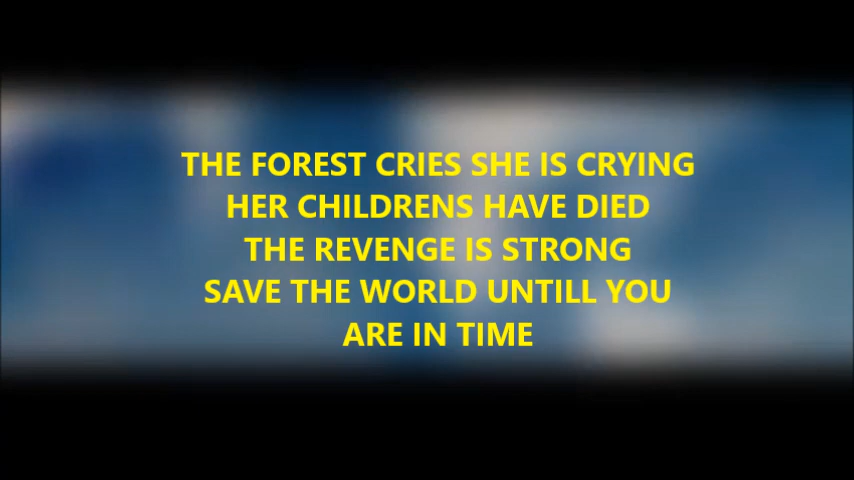 THE FOREST CRIES SHE IS CRYING
HER CHILDRENS HAVE DIED
THE REVENGE IS STRONG
SAVE THE WORLD UNTILL YOU
ARE IN TIME